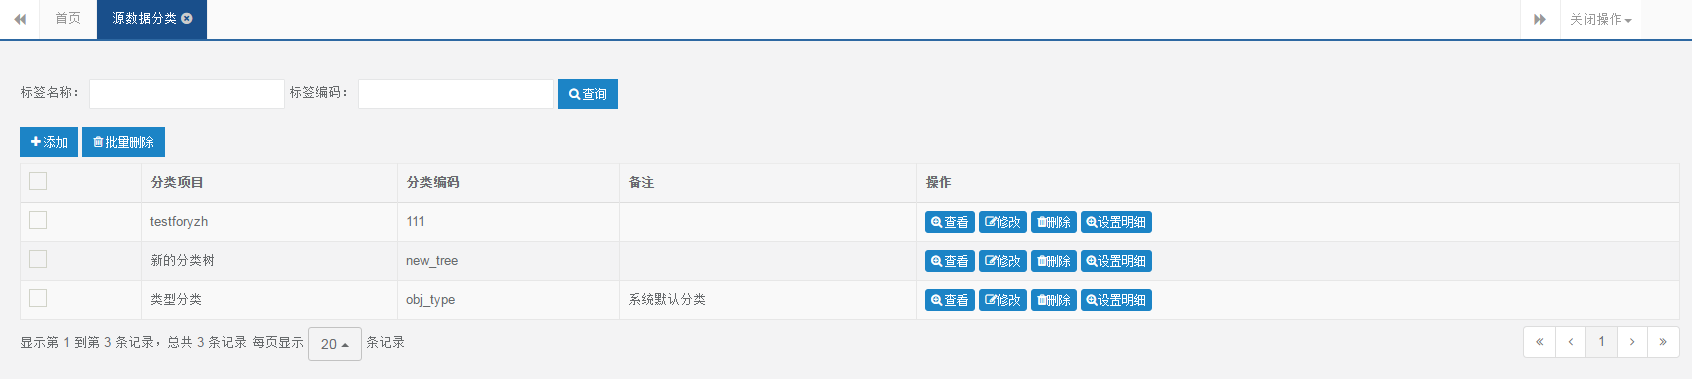 首页 源数据分类 关闭操作
标签名称： 标签编码： 查询
添加 批量删除
分类项目 分类编码 备注 操作
testforyzh 111 查看 修改 删除 设置明细
新的分类树 new_tree 查看 修改 删除 设置明细
类型分类 obj_type 系统默认分类 查看 修改 删除 设置明细
显示第 1 到第 3 条记录，总共 3 条记录 每页显示 20 条记录 « ‹ 1 › »